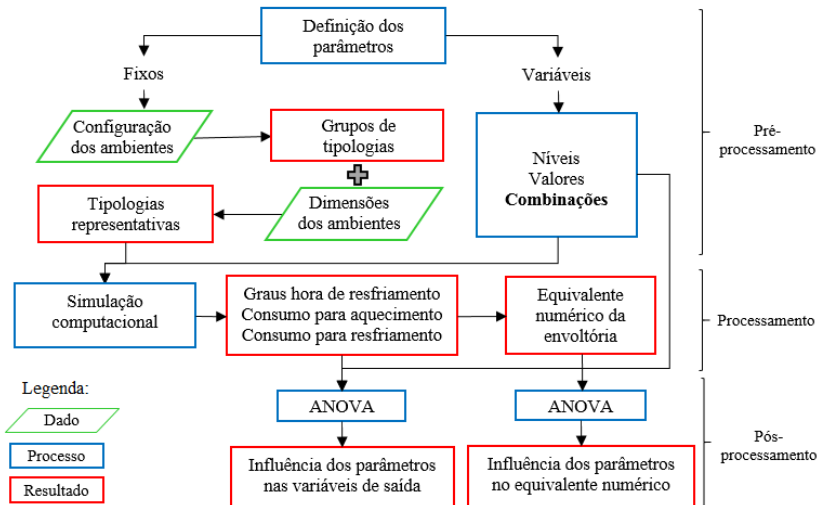 Definição dos
parâmetros
Fixos
Variáveis
Configuração
dos ambientes
Grupos de
tipologias
Níveis
Valores
Combinações
Pré-
processamento
Tipologias
representativas
Dimensões
dos ambientes
Simulação
computacional
Graus hora de resfriamento
Consumo para aquecimento
Consumo para resfriamento
Equivalente
numérico da
envoltória
Processamento
Legenda:
Dado
Processo
Resultado
ANOVA
ANOVA
Influência dos parâmetros
nas variáveis de saída
Influência dos parâmetros
no equivalente numérico
Pós-
processamento